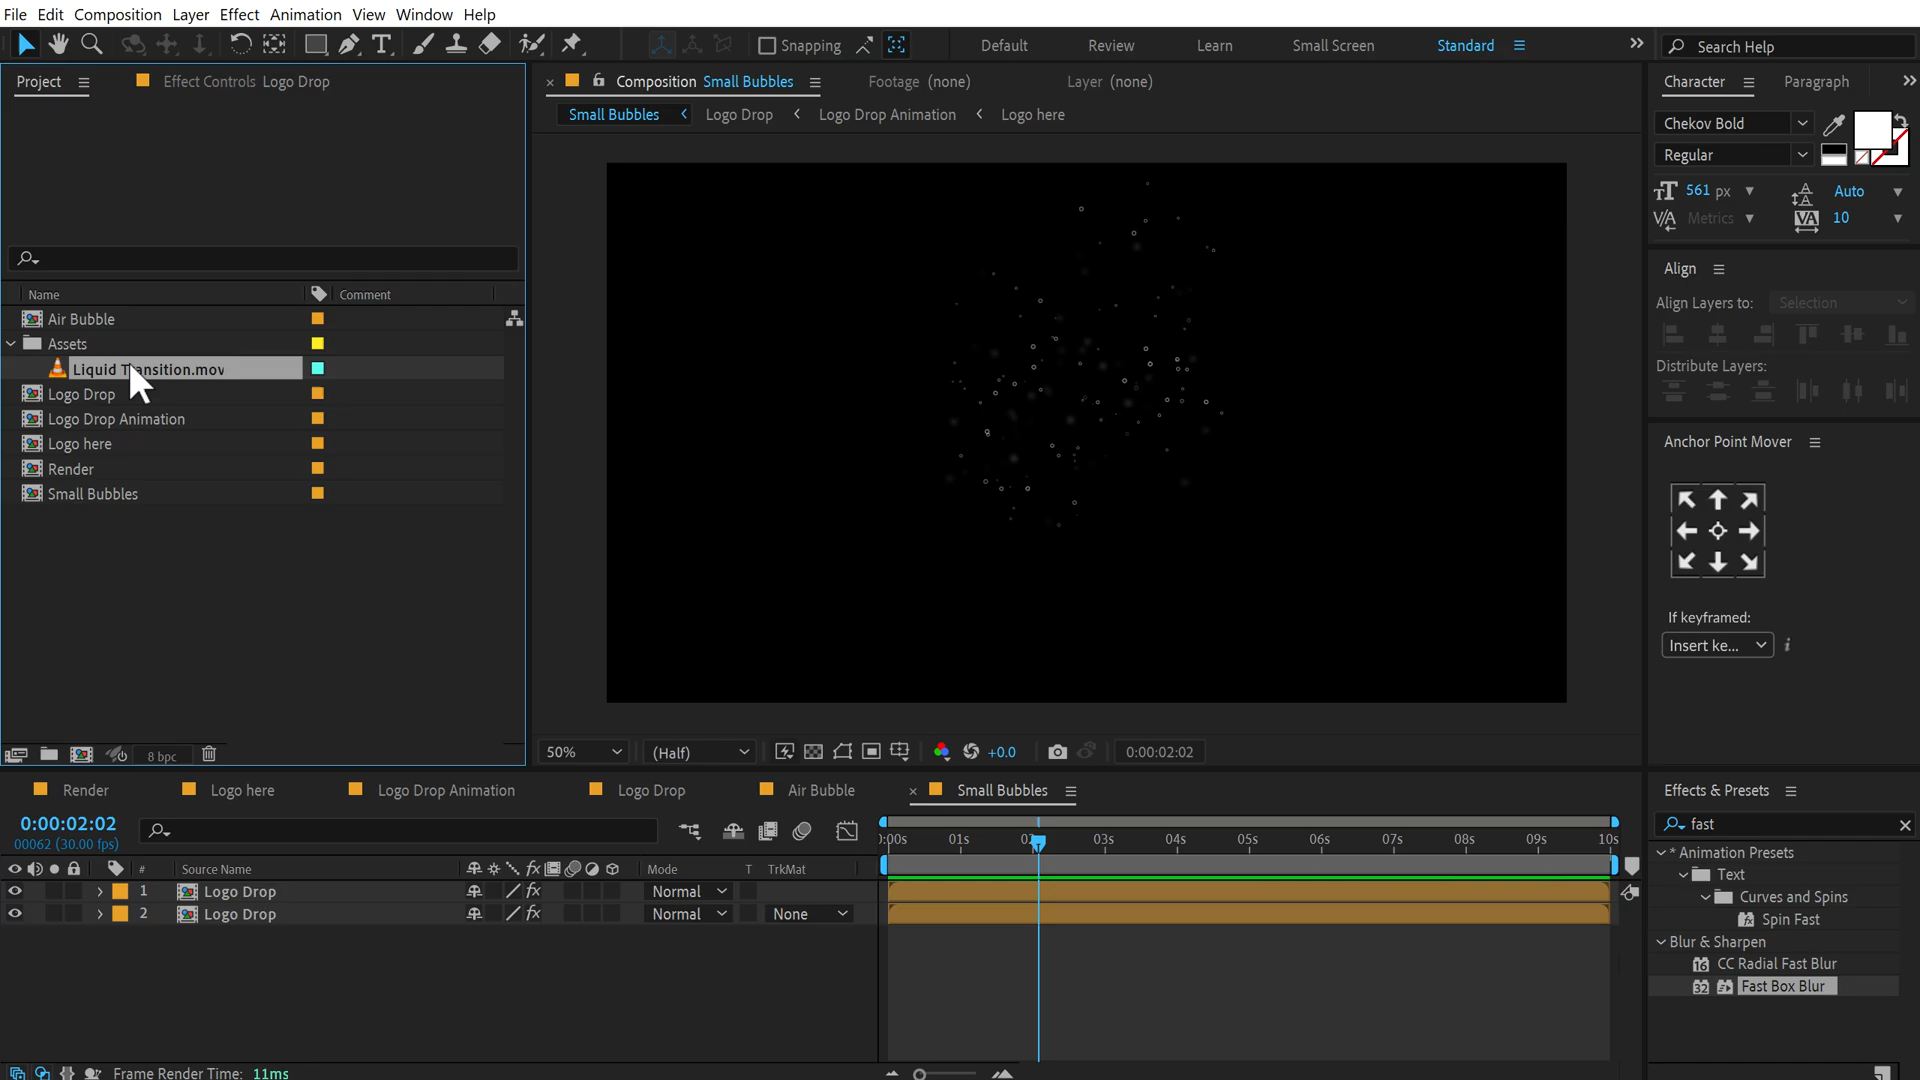 File Edit Composition Layer Effect Animation View Window Help
Snapping Default Review Learn Small Screen Standard Search Help
Project Effect Controls Logo Drop
Composition Small Bubbles Footage (none) Layer (none)
Small Bubbles Logo Drop Logo Drop Animation Logo here
Name Comment
Air Bubble
Assets
Liquid Transition.mov
Logo Drop
Logo Drop Animation
Logo here
Render
Small Bubbles
8 bpc
50% (Half) +0.0 0:00:02:02
Character Paragraph
Chekov Bold
Regular
561 px Auto
Metrics 10
Align
Align Layers to: Selection
Distribute Layers:
Anchor Point Mover
If keyframed:
Insert ke...
Render Logo here Logo Drop Animation Logo Drop Air Bubble Small Bubbles
0:00:02:02
00062 (30.00 fps)
:00s 01s 02s 03s 04s 05s 06s 07s 08s 09s 10s
# Source Name Mode T TrkMat
1 Logo Drop Normal
2 Logo Drop Normal None
Frame Render Time: 11ms
Effects & Presets
fast
* Animation Presets
Text
Curves and Spins
Spin Fast
Blur & Sharpen
16 CC Radial Fast Blur
32 Fast Box Blur